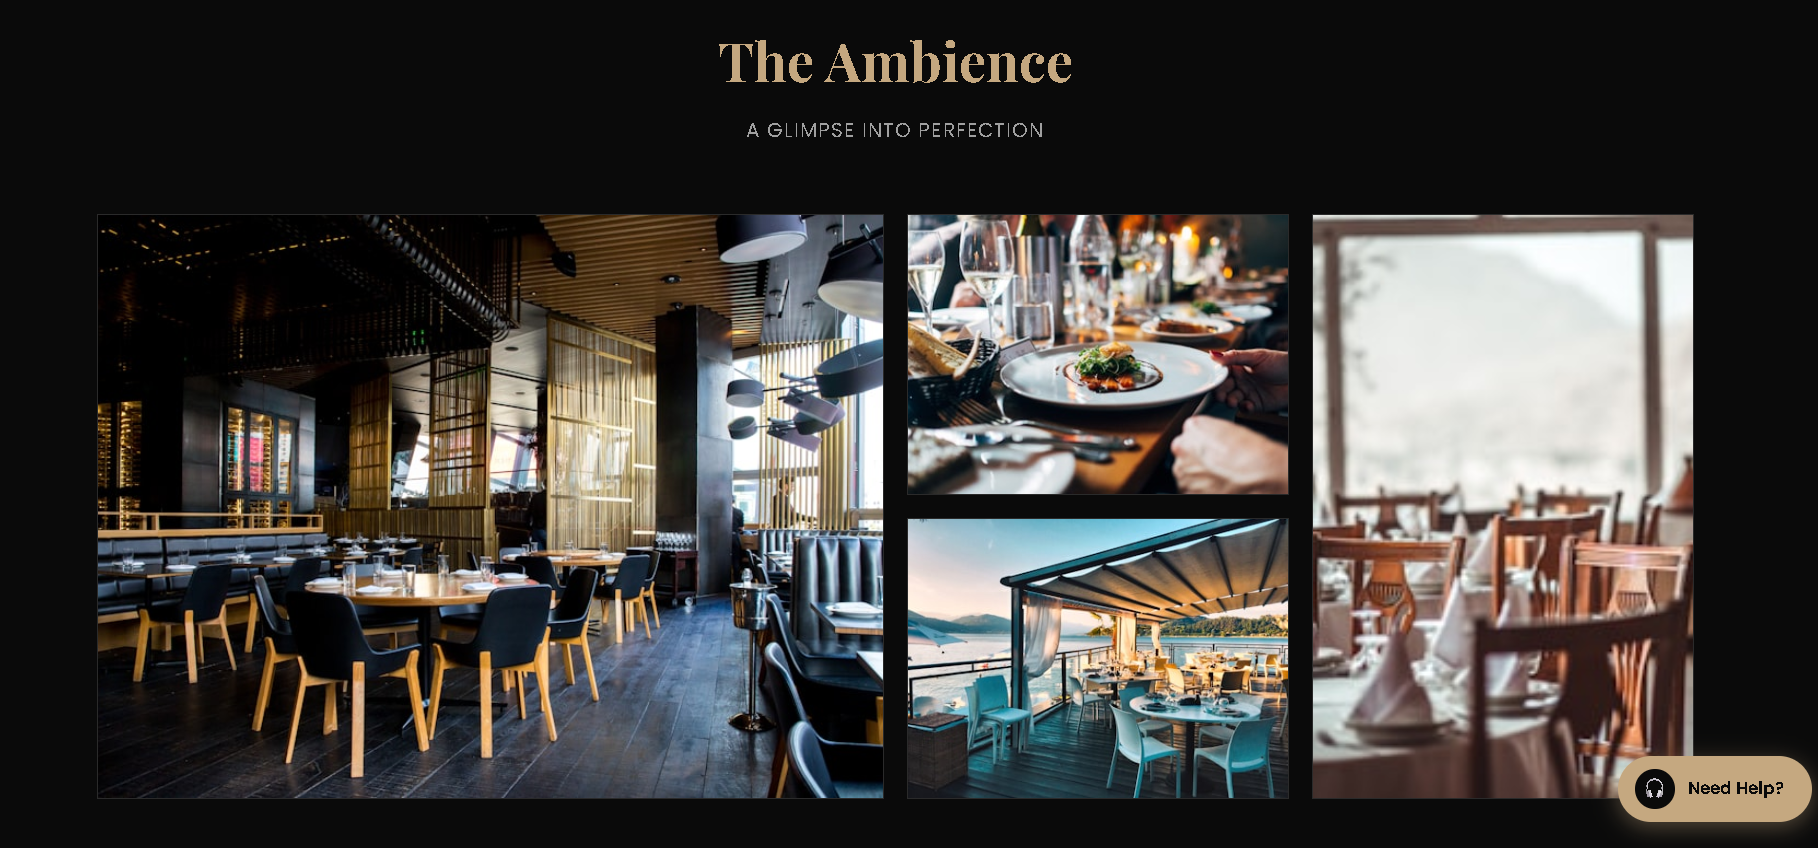 The Ambience
A GLIMPSE INTO PERFECTION
Need Help?